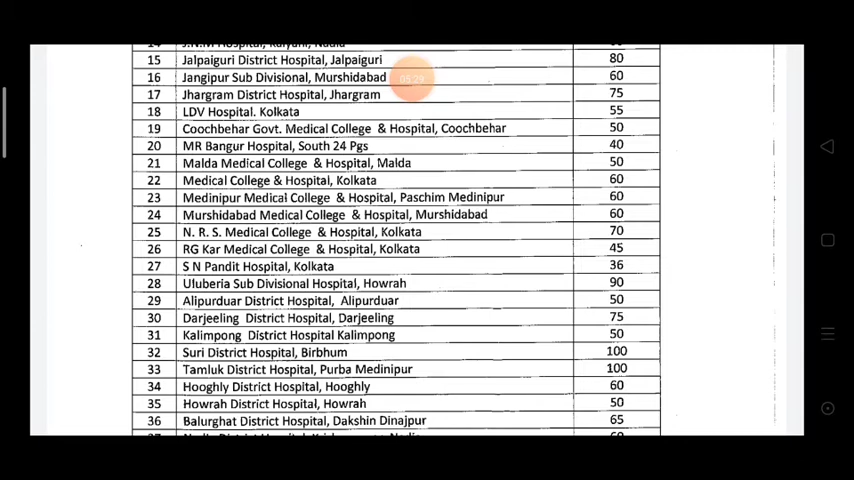 14 J.N.M Hospital, Kalyani, Nadia
15 Jalpaiguri District Hospital, Jalpaiguri 80
16 Jangipur Sub Divisional, Murshidabad 60
05:29
17 Jhargram District Hospital, Jhargram 75
18 LDV Hospital. Kolkata 55
19 Coochbehar Govt. Medical College & Hospital, Coochbehar 50
20 MR Bangur Hospital, South 24 Pgs 40
21 Malda Medical College & Hospital, Malda 50
22 Medical College & Hospital, Kolkata 60
23 Medinipur Medical College & Hospital, Paschim Medinipur 60
24 Murshidabad Medical College & Hospital, Murshidabad 60
25 N. R. S. Medical College & Hospital, Kolkata 70
26 RG Kar Medical College & Hospital, Kolkata 45
27 S N Pandit Hospital, Kolkata 36
28 Uluberia Sub Divisional Hospital, Howrah 90
29 Alipurduar District Hospital, Alipurduar 50
30 Darjeeling District Hospital, Darjeeling 75
31 Kalimpong District Hospital Kalimpong 50
32 Suri District Hospital, Birbhum 100
33 Tamluk District Hospital, Purba Medinipur 100
34 Hooghly District Hospital, Hooghly 60
35 Howrah District Hospital, Howrah 50
36 Balurghat District Hospital, Dakshin Dinajpur 65